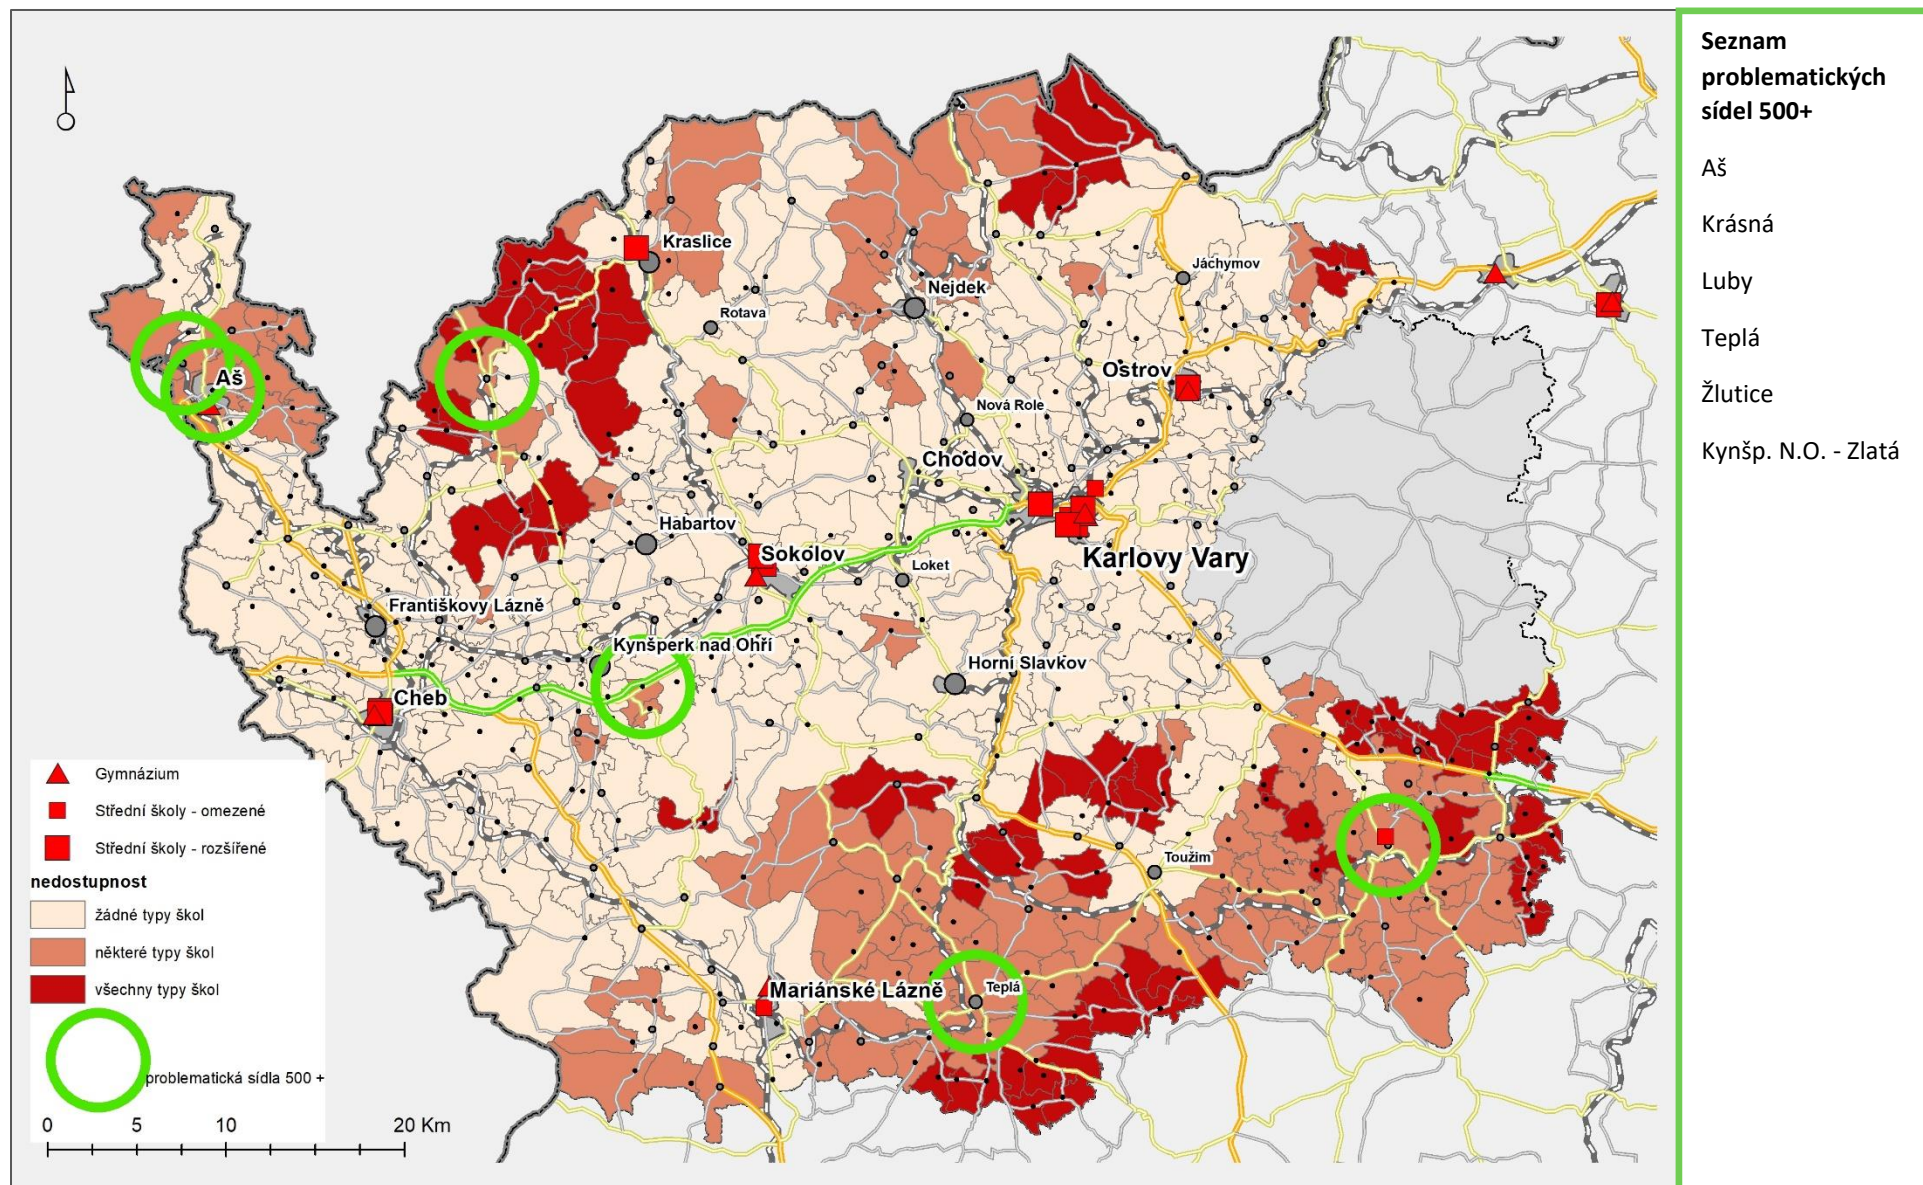 Kraslice
Rotava
Nejdek
Jáchymov
Aš
Ostrov
Nová Role
Chodov
Habartov
Sokolov
Loket
Karlovy Vary
Františkovy Lázně
Kynšperk nad Ohří
Horní Slavkov
Cheb
Toužim
Mariánské Lázně
Teplá
Gymnázium
Střední školy - omezené
Střední školy - rozšířené
nedostupnost
žádné typy škol
některé typy škol
všechny typy škol
problematická sídla 500 +
0 5 10 20 Km
Seznam
problematických
sídel 500+
Aš
Krásná
Luby
Teplá
Žlutice
Kynšp. N.O. - Zlatá